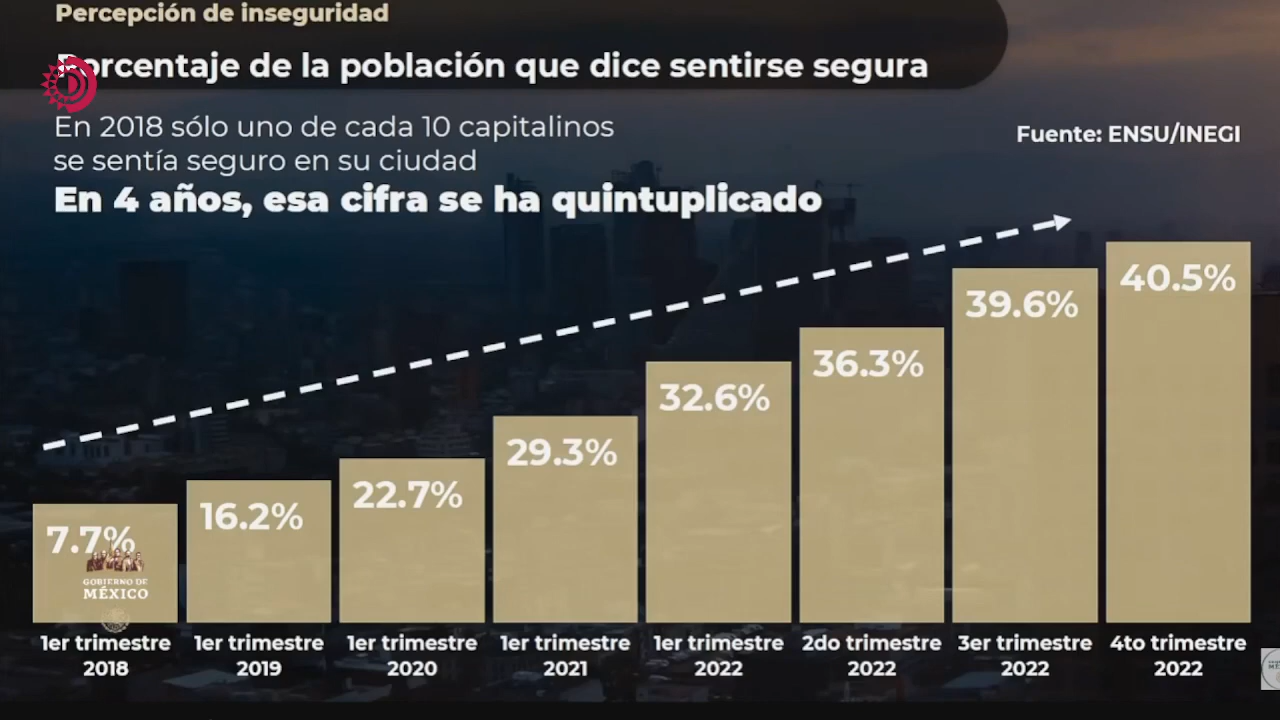 Percepción de inseguridad
Porcentaje de la población que dice sentirse segura
En 2018 sólo uno de cada 10 capitalinos
se sentía seguro en su ciudad
En 4 años, esa cifra se ha quintuplicado
Fuente: ENSU/INEGI
7.7%
16.2%
22.7%
29.3%
32.6%
36.3%
39.6%
40.5%
GOBIERNO DE
MÉXICO
1er trimestre
2018
1er trimestre
2019
1er trimestre
2020
1er trimestre
2021
1er trimestre
2022
2do trimestre
2022
3er trimestre
2022
4to trimestre
2022